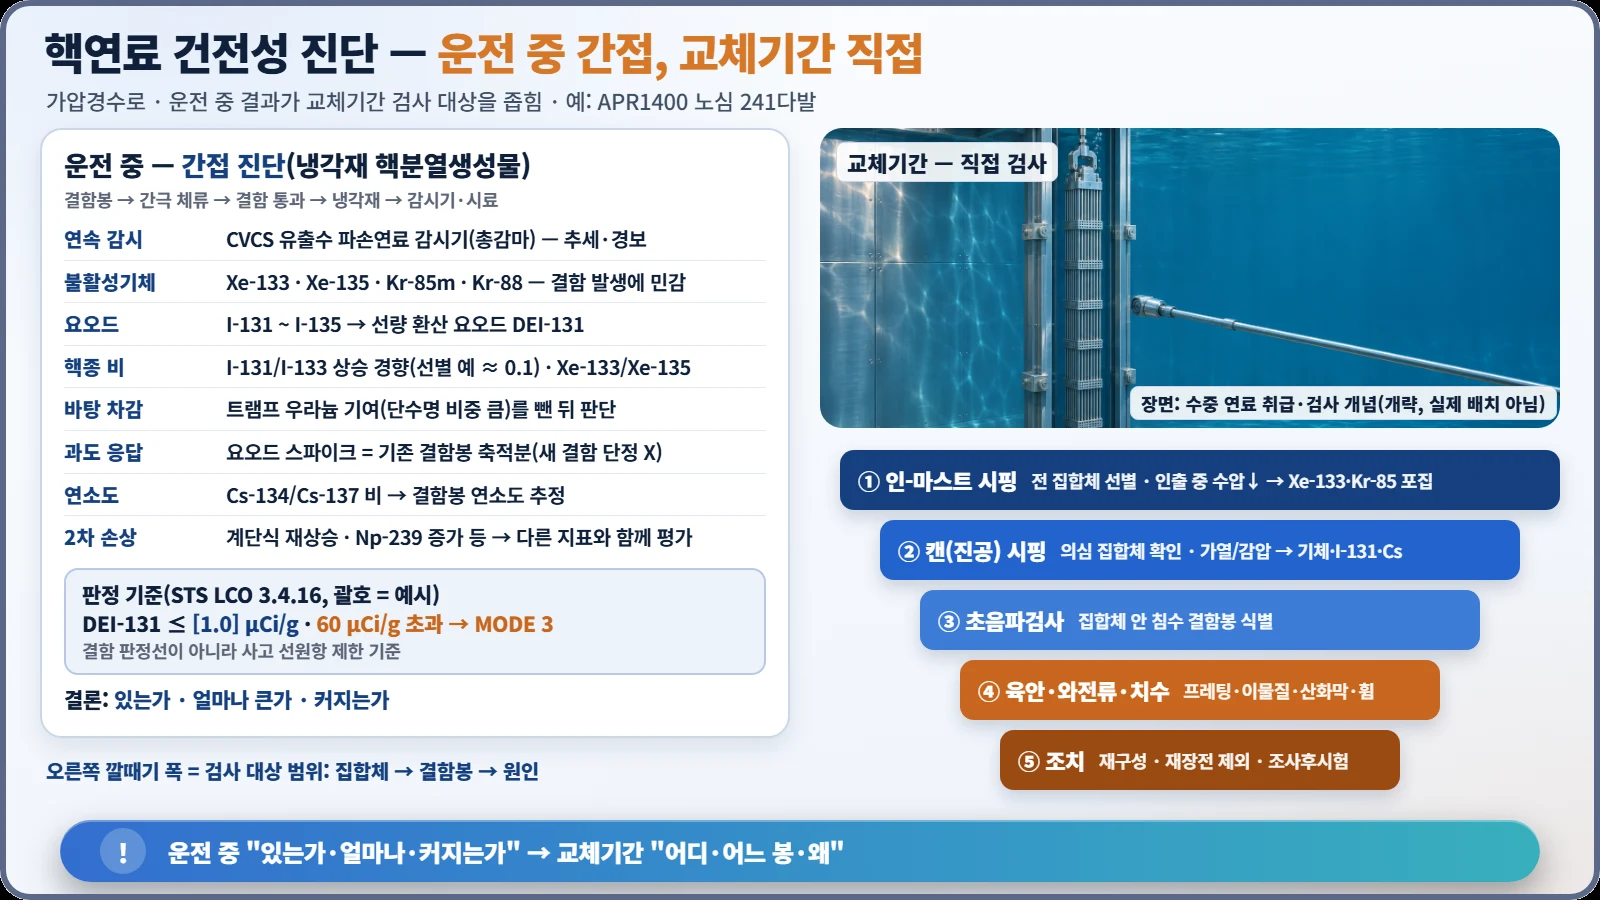 핵연료 건전성 진단 — 운전 중 간접, 교체기간 직접
가압경수로 · 운전 중 결과가 교체기간 검사 대상을 좁힘 · 예: APR1400 노심 241다발
운전 중 — 간접 진단(냉각재 핵분열생성물)
결함봉 → 간극 체류 → 결함 통과 → 냉각재 → 감시기·시료
연속 감시 CVCS 유출수 파손연료 감시기(총감마) — 추세·경보
불활성기체 Xe-133 · Xe-135 · Kr-85m · Kr-88 — 결함 발생에 민감
요오드 I-131 ~ I-135 → 선량 환산 요오드 DEI-131
핵종 비 I-131/I-133 상승 경향(선별 예 ≈ 0.1) · Xe-133/Xe-135
바탕 차감 트램프 우라늄 기여(단수명 비중 큼)를 뺀 뒤 판단
과도 응답 요오드 스파이크 = 기존 결함봉 축적분(새 결함 단정 X)
연소도 Cs-134/Cs-137 비 → 결함봉 연소도 추정
2차 손상 계단식 재상승 · Np-239 증가 등 → 다른 지표와 함께 평가
판정 기준(STS LCO 3.4.16, 괄호 = 예시)
DEI-131 ≤ [1.0] µCi/g · 60 µCi/g 초과 → MODE 3
결함 판정선이 아니라 사고 선원항 제한 기준
결론: 있는가 · 얼마나 큰가 · 커지는가
오른쪽 깔때기 폭 = 검사 대상 범위: 집합체 → 결함봉 → 원인
교체기간 — 직접 검사
장면: 수중 연료 취급·검사 개념(개략, 실제 배치 아님)
① 인-마스트 시핑 전 집합체 선별 · 인출 중 수압↓ → Xe-133·Kr-85 포집
② 캔(진공) 시핑 의심 집합체 확인 · 가열/감압 → 기체·I-131·Cs
③ 초음파검사 집합체 안 침수 결함봉 식별
④ 육안·와전류·치수 프레팅·이물질·산화막·휨
⑤ 조치 재구성 · 재장전 제외 · 조사후시험
! 운전 중 "있는가·얼마나·커지는가" → 교체기간 "어디·어느 봉·왜"